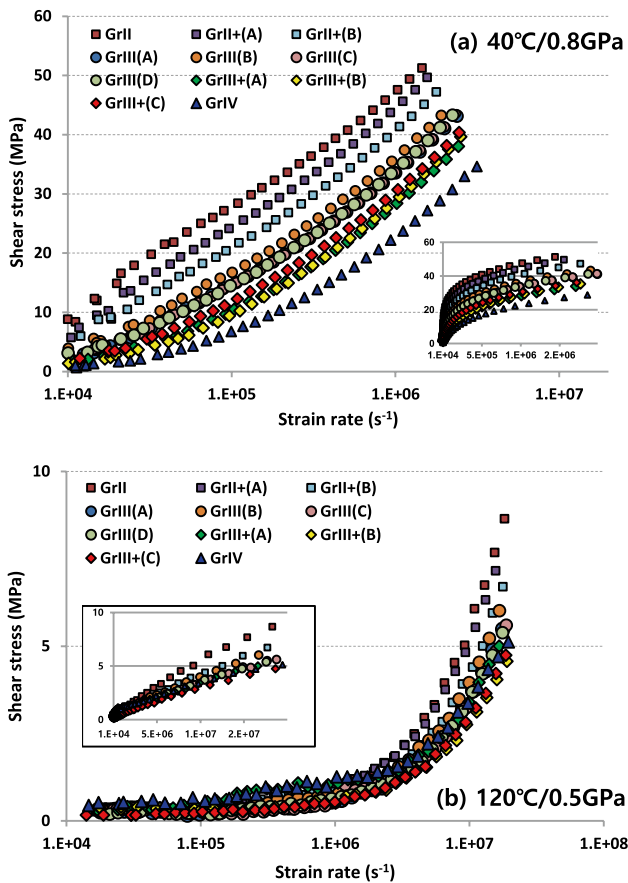 GrII GrII+(A) GrII+(B)
(a) 40℃/0.8GPa
GrIII(A) GrIII(B) GrIII(C)
GrIII(D) GrIII+(A) GrIII+(B)
GrIII+(C) GrIV
60
50
40
30
20
10
0
Shear stress (MPa)
60
40
20
0
1.E+04 5.E+05 1.E+06 2.E+06
1.E+04 1.E+05 1.E+06 1.E+07
Strain rate (s⁻¹)
10
5
0
Shear stress (MPa)
GrII GrII+(A) GrII+(B)
GrIII(A) GrIII(B) GrIII(C)
GrIII(D) GrIII+(A) GrIII+(B)
GrIII+(C) GrIV
10
5
0
1.E+04 5.E+06 1.E+07 2.E+07
(b) 120℃/0.5GPa
1.E+04 1.E+05 1.E+06 1.E+07 1.E+08
Strain rate (s⁻¹)